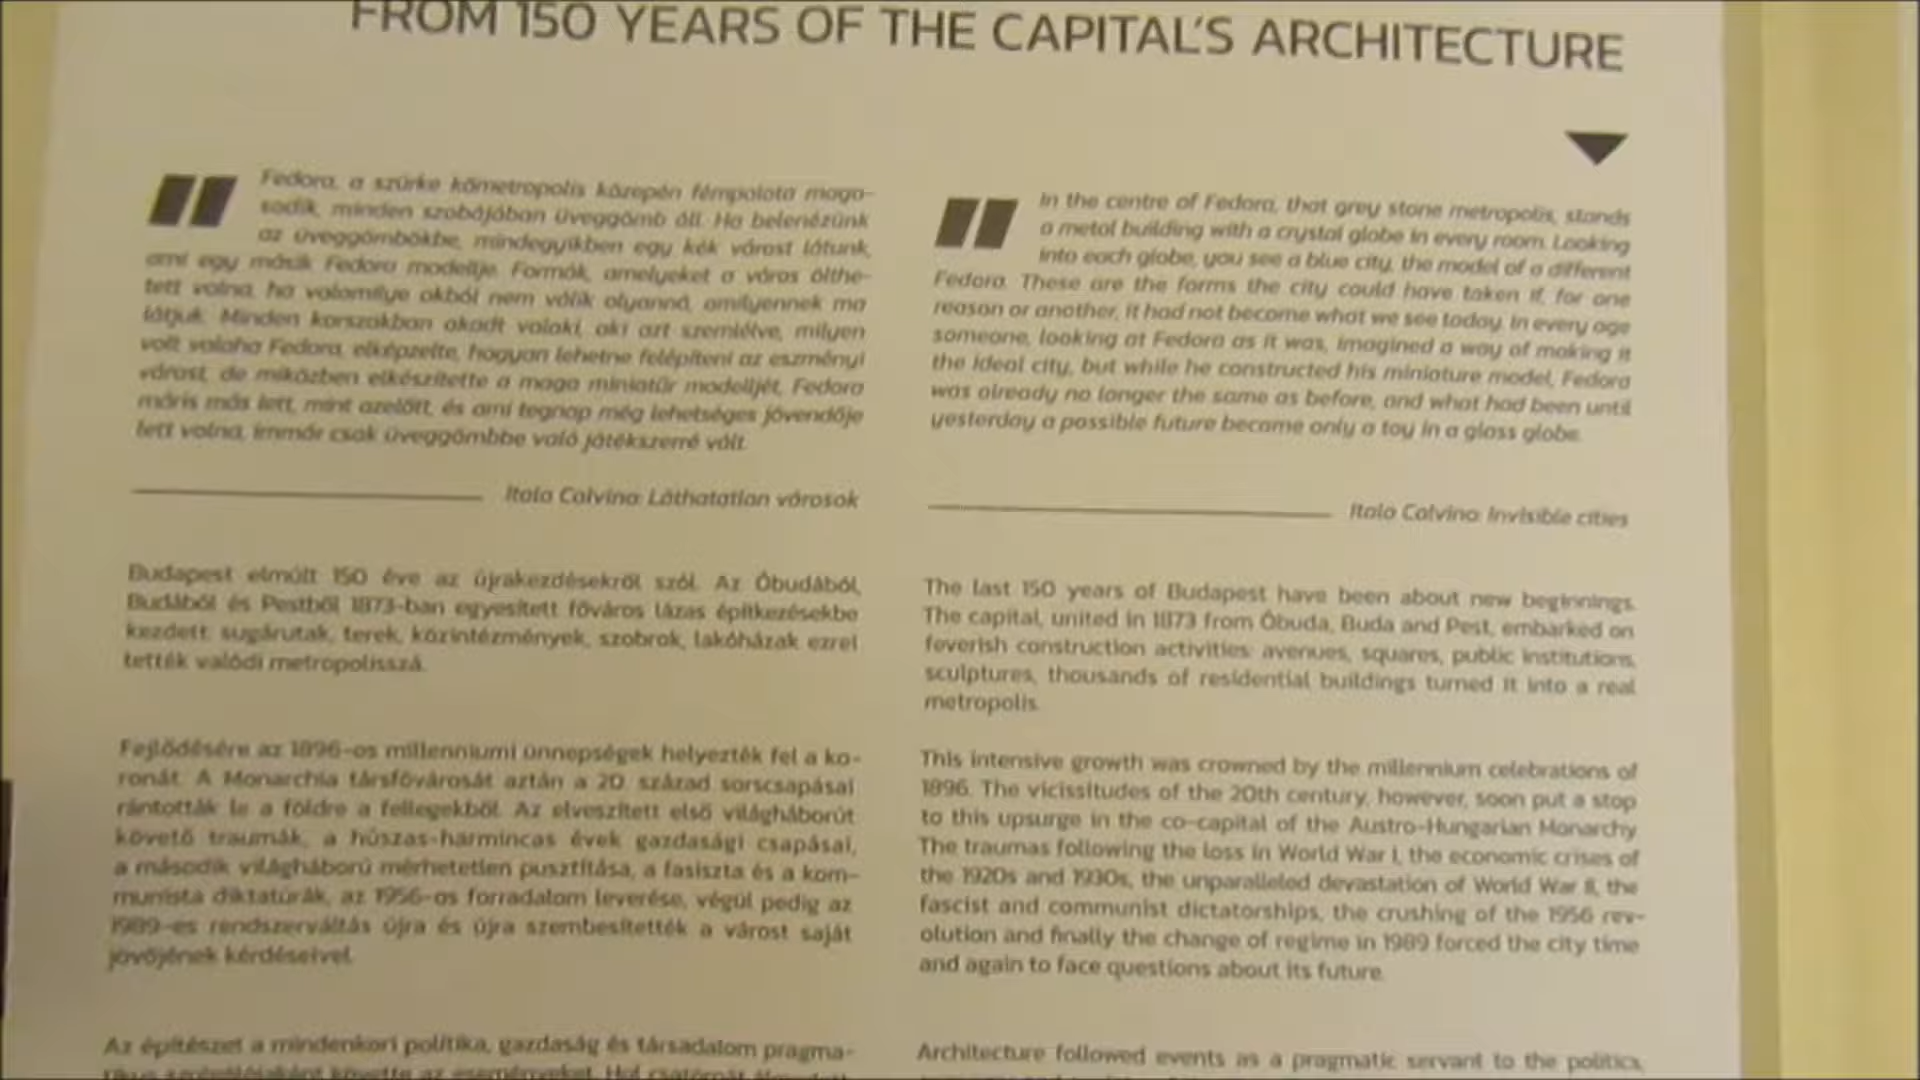 FROM 150 YEARS OF THE CAPITAL'S ARCHITECTURE
Fedora, a szürke kőmetropolis közepén fémpalota maga-
sodik, minden szobájában üveggömb áll. Ha belenézünk
az üveggömbökbe, mindegyikben egy kék várost látunk,
ami egy másik Fedora modellje. Formák, amelyeket a város ölthe-
tett volna, ha valamilye okból nem válik olyanná, amilyennek ma
látjuk. Minden korszakban akadt valaki, aki azt szemlélve, milyen
volt valaha Fedora, elképzelte, hogyan lehetne felépíteni az eszményi
várost, de miközben elkészítette a maga miniatűr modelljét, Fedora
máris más lett, mint azelőtt, és ami tegnap még lehetséges jövendője
lett volna, immár csak üveggömbbe való játékszerré vált.
Italo Calvino: Láthatatlan városok
Budapest elmúlt 150 éve az újrakezdésekről szól. Az Óbudából,
Budából és Pestből 1873-ban egyesített főváros lázas építkezésekbe
kezdett: sugárutak, terek, közintézmények, szobrok, lakóházak ezrei
tették valódi metropolisszá.
Fejlődésére az 1896-os millenniumi ünnepségek helyezték fel a ko-
ronát. A Monarchia társfővárosát aztán a 20. század sorscsapásai
rántották le a földre a fellegekből. Az elveszített első világháborút
követő traumák, a húszas-harmincas évek gazdasági csapásai,
a második világháború mérhetetlen pusztítása, a fasiszta és a kom-
munista diktatúrák, az 1956-os forradalom leverése, végül pedig az
1989-es rendszerváltás újra és újra szembesítették a várost saját
jövőjének kérdéseivel.
Az építészet a mindenkori politika, gazdaság és társadalom pragma-
In the centre of Fedora, that grey stone metropolis, stands
a metal building with a crystal globe in every room. Looking
into each globe, you see a blue city, the model of a different
Fedora. These are the forms the city could have taken if, for one
reason or another, it had not become what we see today. In every age
someone, looking at Fedora as it was, imagined a way of making it
the ideal city, but while he constructed his miniature model, Fedora
was already no longer the same as before, and what had been until
yesterday a possible future became only a toy in a glass globe.
Italo Calvino: Invisible cities
The last 150 years of Budapest have been about new beginnings.
The capital, united in 1873 from Óbuda, Buda and Pest, embarked on
feverish construction activities: avenues, squares, public institutions,
sculptures, thousands of residential buildings turned it into a real
metropolis.
This intensive growth was crowned by the millennium celebrations of
1896. The vicissitudes of the 20th century, however, soon put a stop
to this upsurge in the co-capital of the Austro-Hungarian Monarchy.
The traumas following the loss in World War I, the economic crises of
the 1920s and 1930s, the unparalleled devastation of World War II, the
fascist and communist dictatorships, the crushing of the 1956 rev-
olution and finally the change of regime in 1989 forced the city time
and again to face questions about its future.
Architecture followed events as a pragmatic servant to the politics,